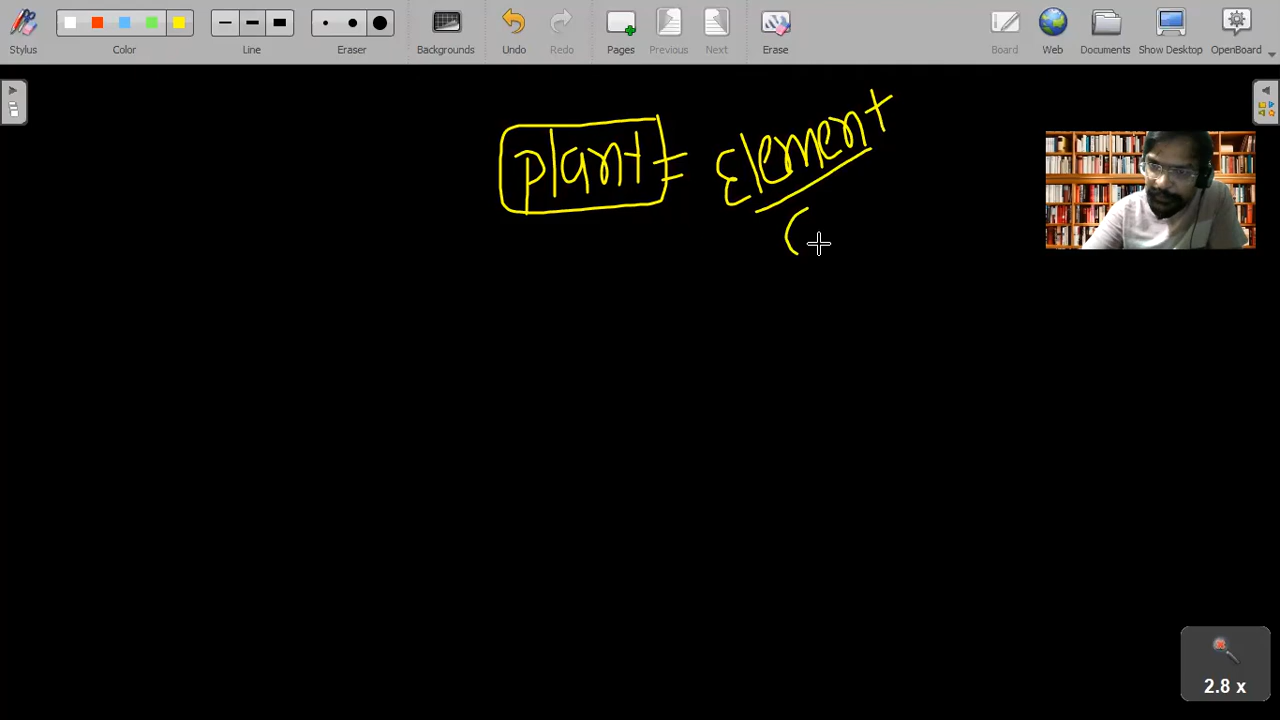 Stylus
Color
Line
Eraser
Backgrounds
Undo
Redo
Pages
Previous
Next
Erase
Board
Web
Documents
Show Desktop
OpenBoard
plant = Element
(
2.8 x